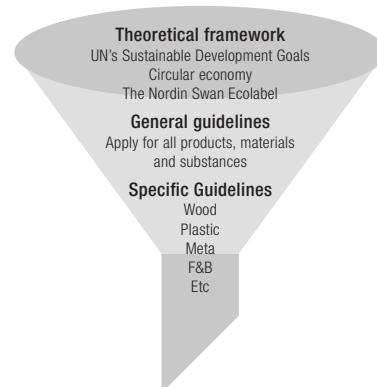 Theoretical framework
UN's Sustainable Development Goals
Circular economy
The Nordin Swan Ecolabel
General guidelines
Apply for all products, materials
and substances
Specific Guidelines
Wood
Plastic
Meta
F&B
Etc